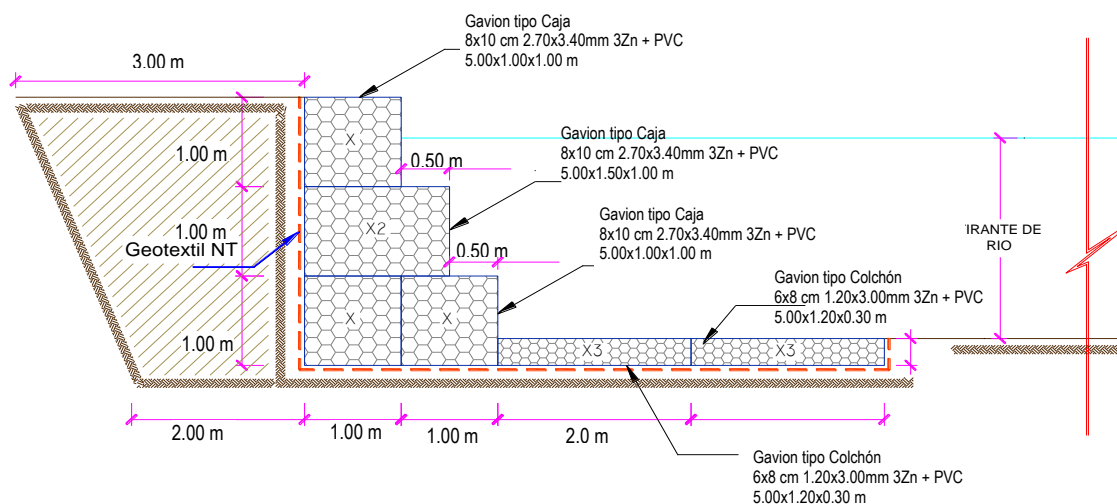 Gavion tipo Caja
8x10 cm 2.70x3.40mm 3Zn + PVC
5.00x1.00x1.00 m
3.00 m
Gavion tipo Caja
8x10 cm 2.70x3.40mm 3Zn + PVC
5.00x1.50x1.00 m
1.00 m
X
0.50 m
Gavion tipo Caja
8x10 cm 2.70x3.40mm 3Zn + PVC
5.00x1.00x1.00 m
1.00 m
X2
Geotextil NT
0.50 m
IRANTE DE
RIO
Gavion tipo Colchón
6x8 cm 1.20x3.00mm 3Zn + PVC
5.00x1.20x0.30 m
1.00 m
X
X
X3
X3
2.00 m
1.00 m
1.00 m
2.0 m
Gavion tipo Colchón
6x8 cm 1.20x3.00mm 3Zn + PVC
5.00x1.20x0.30 m